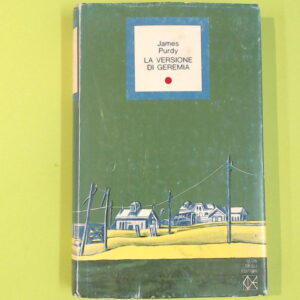 James
Purdy
LA VERSIONE
DI GEREMIA